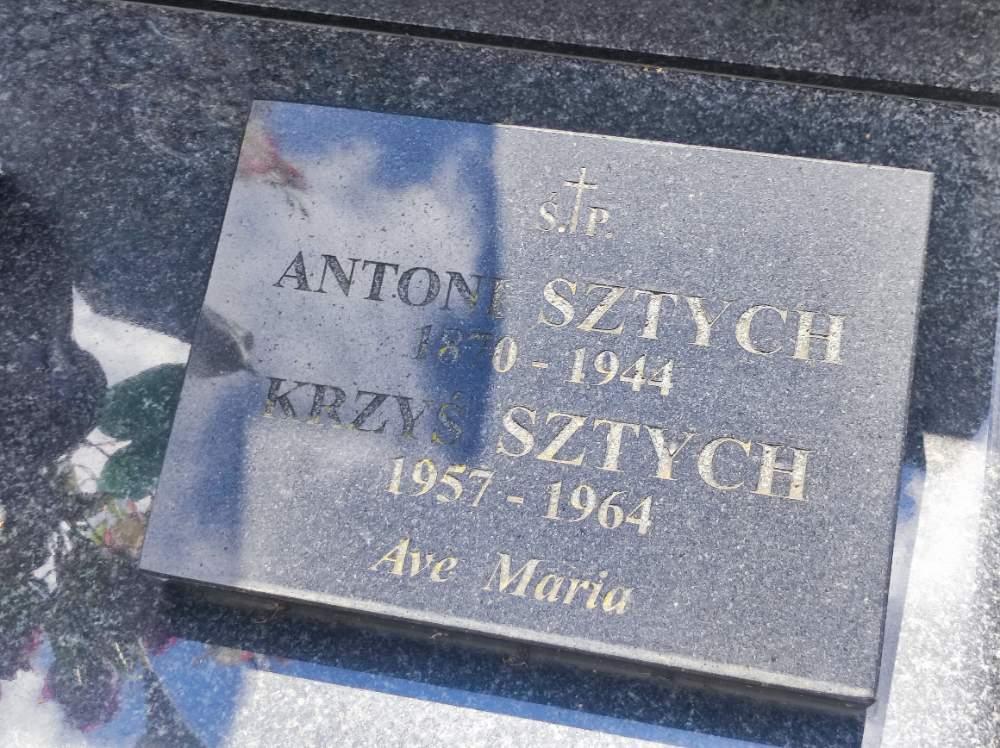 Ś. P.
ANTONI SZTYCH
1870 - 1944
KRZYŚ SZTYCH
1957 - 1964
Ave Maria